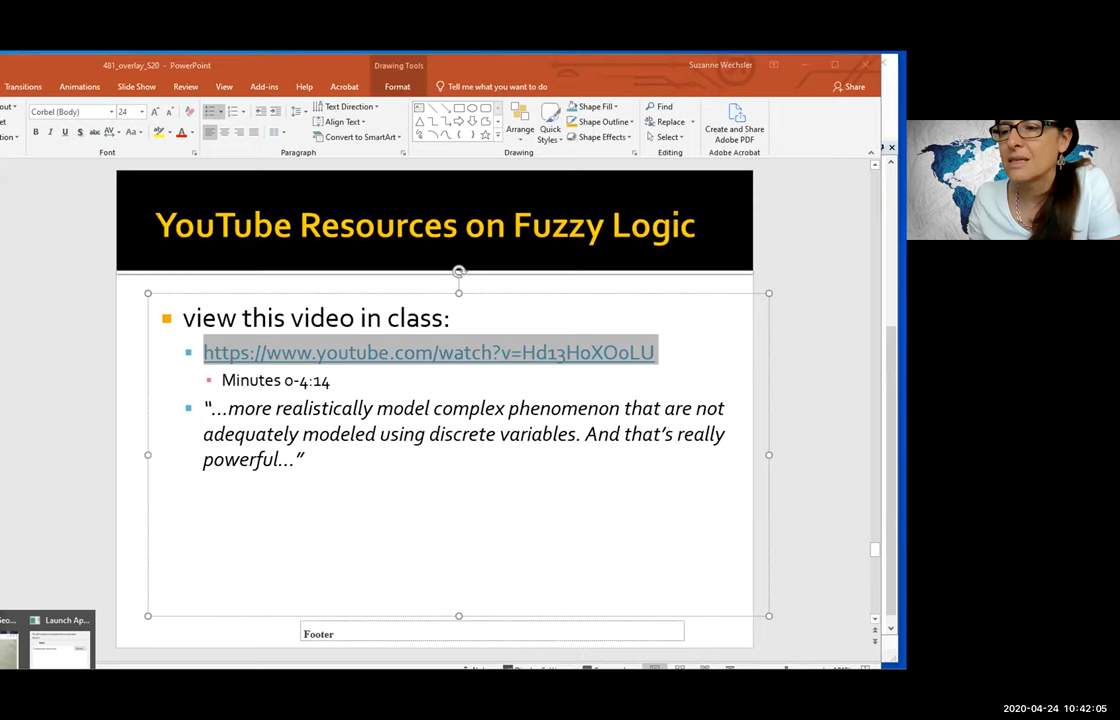 481_overlay_S20 - PowerPoint
Drawing Tools
Suzanne Wechsler
Transitions Animations Slide Show Review View Add-ins Help Acrobat Format Tell me what you want to do Share
Corbel (Body) 24
Text Direction
Align Text
Convert to SmartArt
Arrange
Quick Styles
Shape Fill
Shape Outline
Shape Effects
Find
Replace
Select
Create and Share Adobe PDF
Font Paragraph Drawing Editing Adobe Acrobat
YouTube Resources on Fuzzy Logic
view this video in class:
https://www.youtube.com/watch?v=Hd13H0XO0LU
Minutes 0-4:14
“…more realistically model complex phenomenon that are not
adequately modeled using discrete variables. And that’s really
powerful…”
Footer
Launch Ap...
2020-04-24 10:42:05